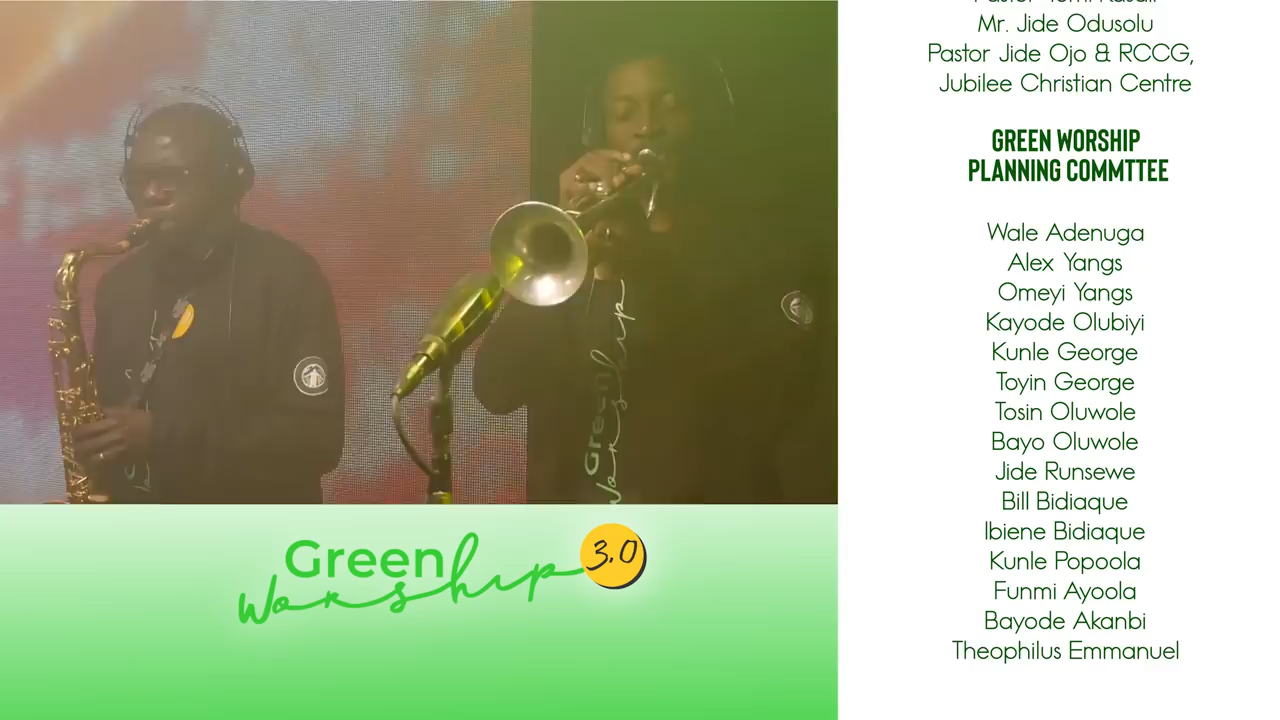 Green
Worship
Green
Worship
3.0
Mr. Jide Odusolu
Pastor Jide Ojo & RCCG,
Jubilee Christian Centre
GREEN WORSHIP
PLANNING COMMTTEE
Wale Adenuga
Alex Yangs
Omeyi Yangs
Kayode Olubiyi
Kunle George
Toyin George
Tosin Oluwole
Bayo Oluwole
Jide Runsewe
Bill Bidiaque
Ibiene Bidiaque
Kunle Popoola
Funmi Ayoola
Bayode Akanbi
Theophilus Emmanuel